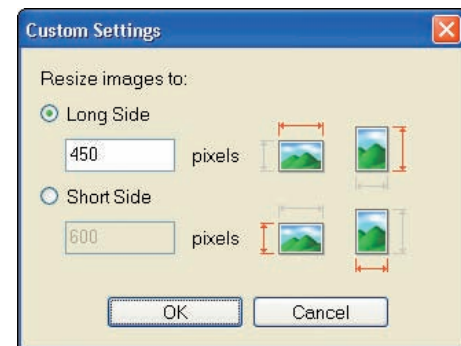 Custom Settings
Resize images to:
Long Side
450 pixels
Short Side
600 pixels
OK Cancel